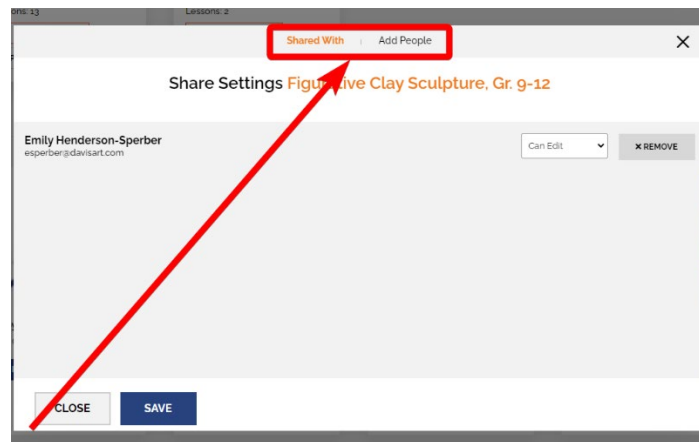 ons: 13
Lessons: 2
Shared With | Add People
Share Settings Figurative Clay Sculpture, Gr. 9-12
Emily Henderson-Sperber
esperber@davisart.com
Can Edit
× REMOVE
CLOSE
SAVE